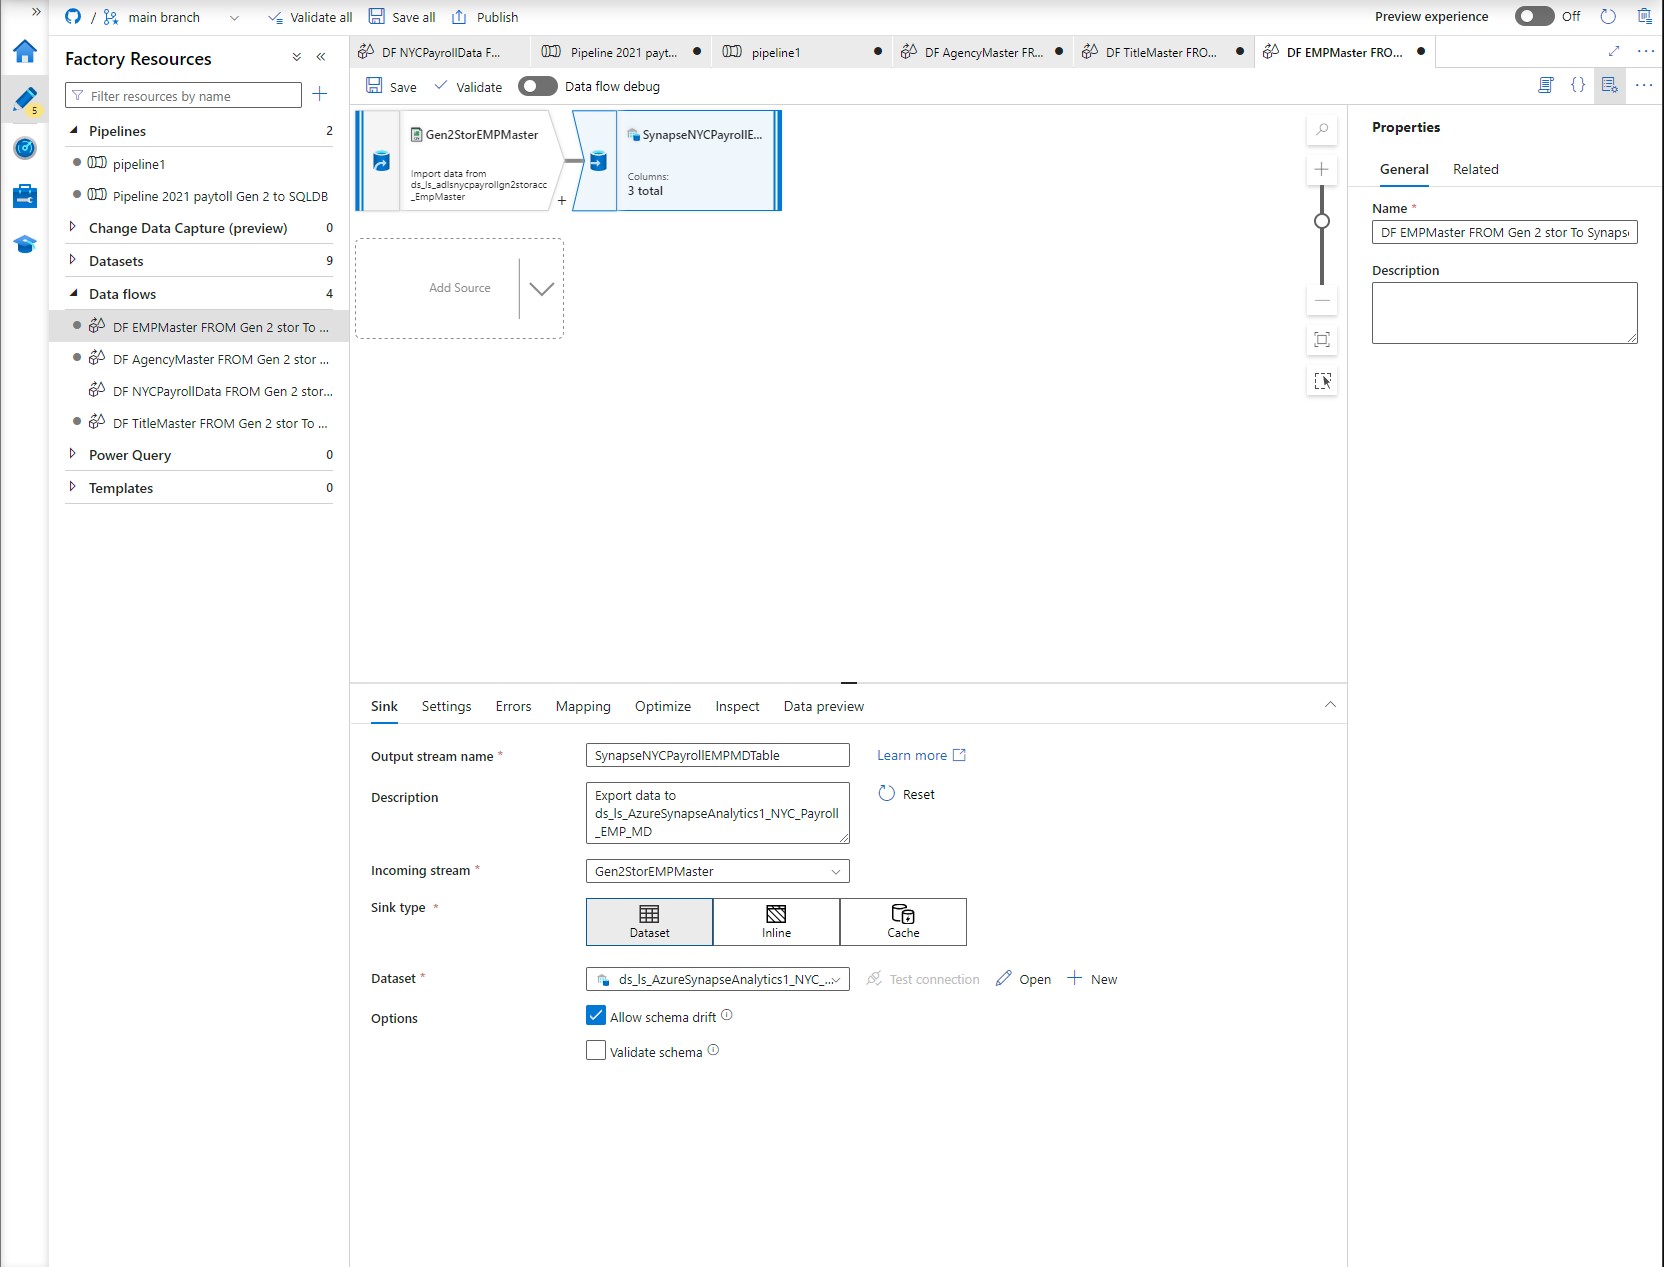 / main branch
Validate all
Save all
Publish
Preview experience
Off
5
Factory Resources
Filter resources by name
Pipelines 2
pipeline1
Pipeline 2021 paytoll Gen 2 to SQLDB
Change Data Capture (preview) 0
Datasets 9
Data flows 4
DF EMPMaster FROM Gen 2 stor To ...
DF AgencyMaster FROM Gen 2 stor ...
DF NYCPayrollData FROM Gen 2 stor...
DF TitleMaster FROM Gen 2 stor To ...
Power Query 0
Templates 0
DF NYCPayrollData F...
Pipeline 2021 payt...
pipeline1
DF AgencyMaster FR...
DF TitleMaster FRO...
DF EMPMaster FRO...
Save
Validate
Data flow debug
{}
Gen2StorEMPMaster
Import data from
ds_ls_adlsnycpayrollgn2storacc
_EmpMaster
+
SynapseNYCPayrollE...
Columns:
3 total
Add Source
Properties
General
Related
Name *
DF EMPMaster FROM Gen 2 stor To Synaps
Description
Sink
Settings
Errors
Mapping
Optimize
Inspect
Data preview
Output stream name *
SynapseNYCPayrollEMPMDTable
Learn more
Description
Export data to
ds_ls_AzureSynapseAnalytics1_NYC_Payroll
_EMP_MD
Reset
Incoming stream *
Gen2StorEMPMaster
Sink type *
Dataset
Inline
Cache
Dataset *
ds_ls_AzureSynapseAnalytics1_NYC_...
Test connection
Open
New
Options
Allow schema drift
Validate schema